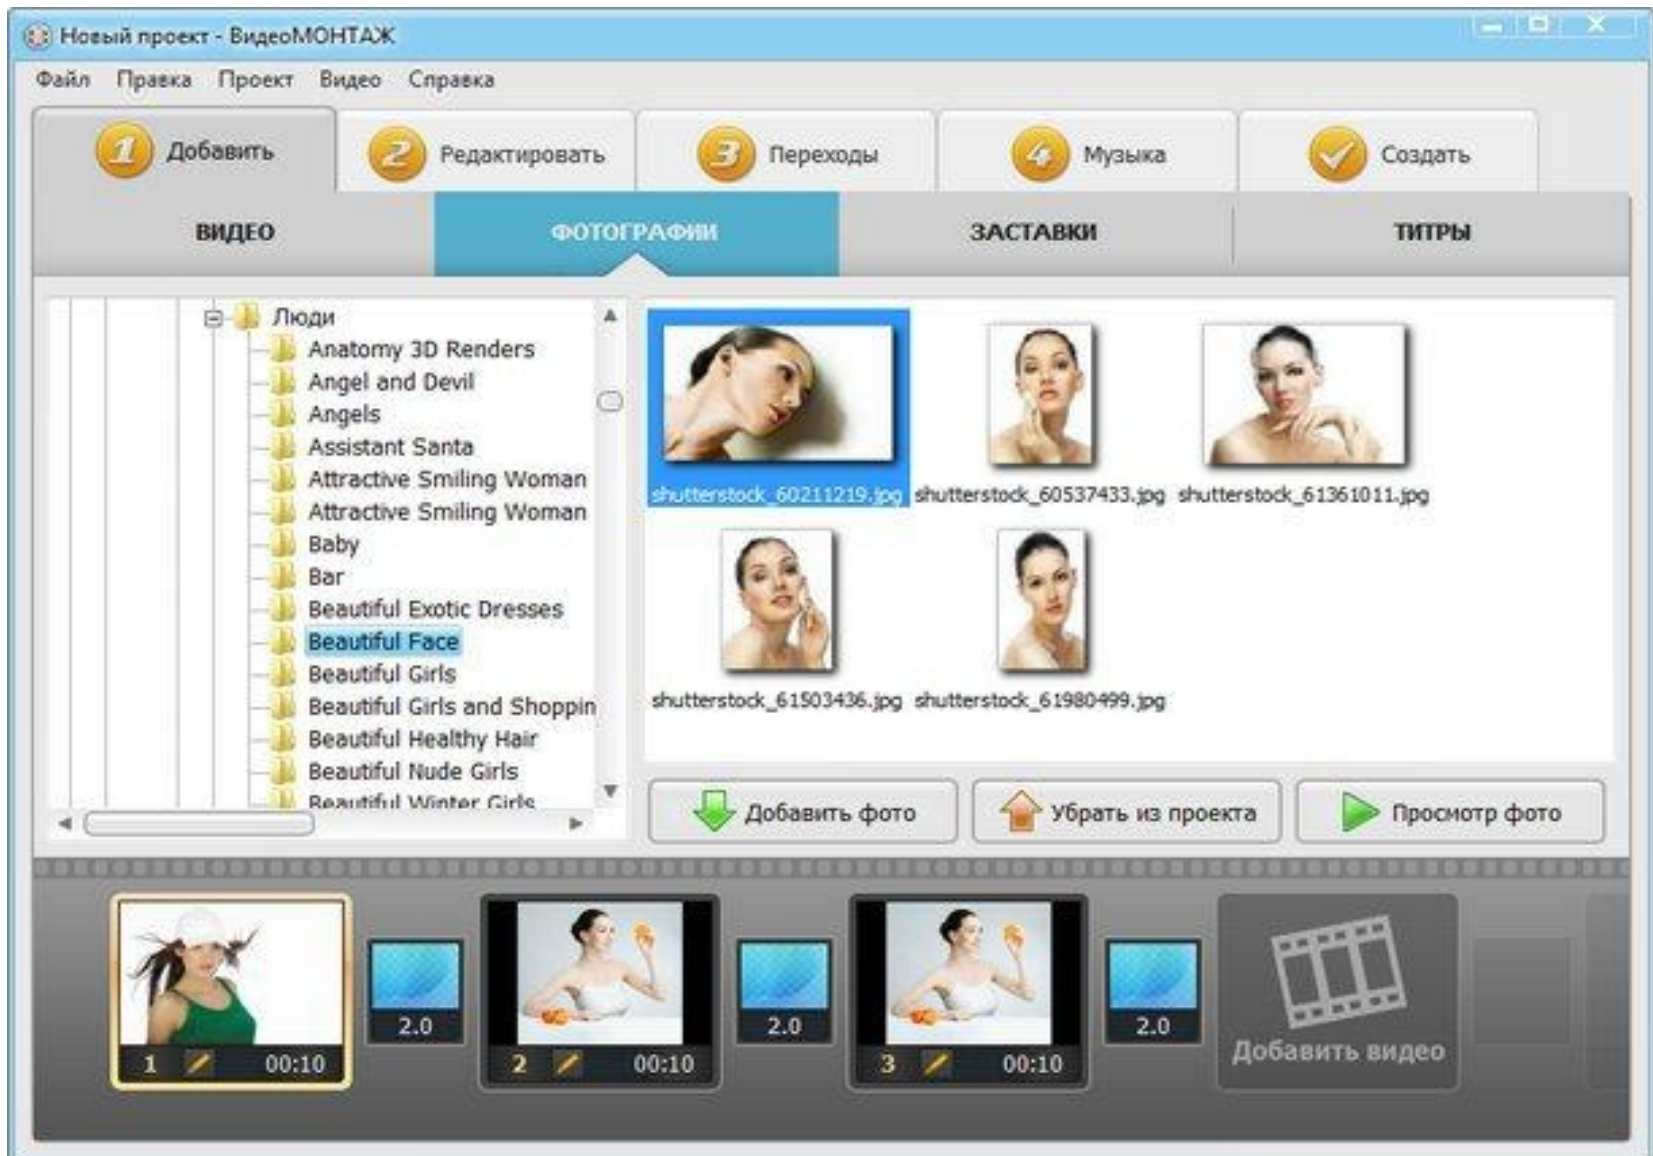 Новый проект - ВидеоМОНТАЖ
Файл Правка Проект Видео Справка
1 Добавить 2 Редактировать 3 Переходы 4 Музыка Создать
ВИДЕО ФОТОГРАФИИ ЗАСТАВКИ ТИТРЫ
Люди
Anatomy 3D Renders
Angel and Devil
Angels
Assistant Santa
Attractive Smiling Woman
Attractive Smiling Woman
Baby
Bar
Beautiful Exotic Dresses
Beautiful Face
Beautiful Girls
Beautiful Girls and Shoppin
Beautiful Healthy Hair
Beautiful Nude Girls
Beautiful Winter Girls
shutterstock_60211219.jpg shutterstock_60537433.jpg shutterstock_61361011.jpg
shutterstock_61503436.jpg shutterstock_61980499.jpg
Добавить фото Убрать из проекта Просмотр фото
2.0 2.0 2.0
Добавить видео
1 00:10 2 00:10 3 00:10